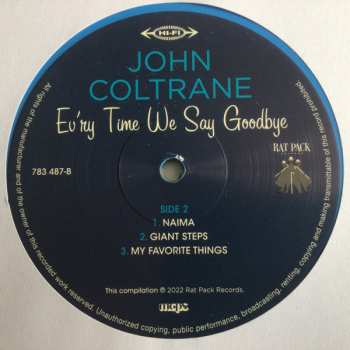 HI-FI
JOHN
COLTRANE
Ev'ry Time We Say Goodbye
RAT PACK
783 487-B
SIDE 2
1. NAIMA
2. GIANT STEPS
3. MY FAVORITE THINGS
This compilation ℗ 2022 Rat Pack Records.
mcps
All rights of the manufacturer and of the owner of this recorded work reserved. Unauthorized copying, public performance, broadcasting, renting, copying and making transmittable of this record prohibited.